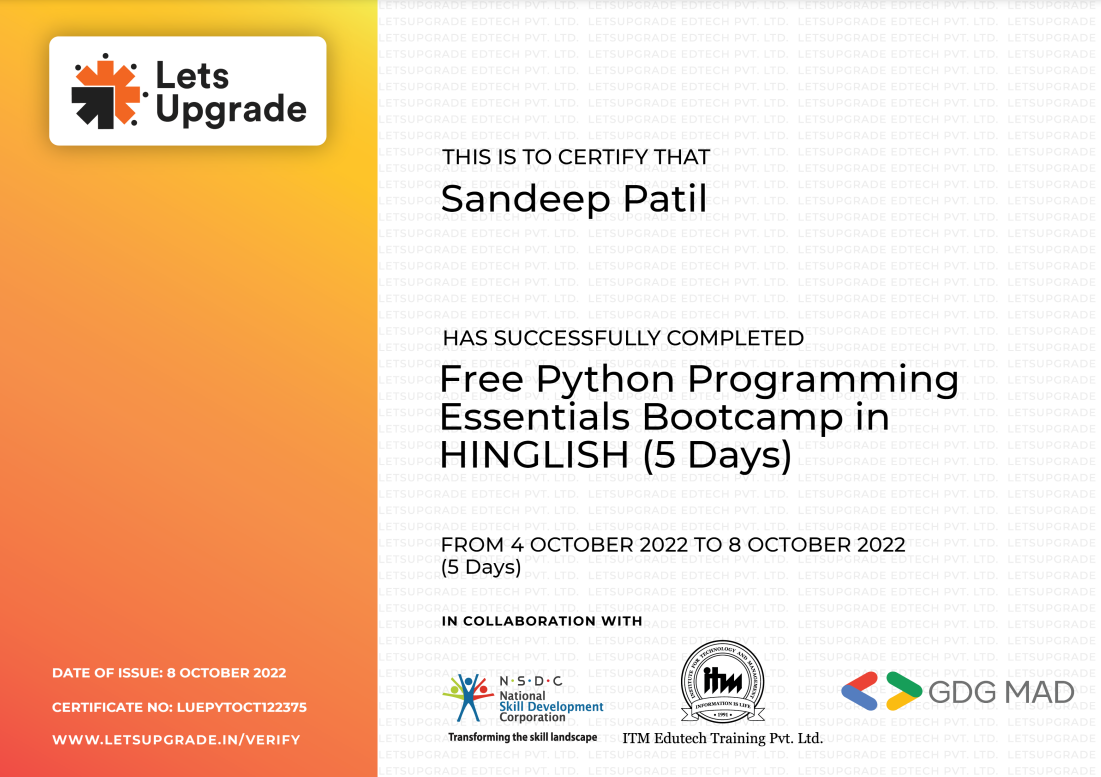 Lets
Upgrade
THIS IS TO CERTIFY THAT
Sandeep Patil
HAS SUCCESSFULLY COMPLETED
Free Python Programming
Essentials Bootcamp in
HINGLISH (5 Days)
FROM 4 OCTOBER 2022 TO 8 OCTOBER 2022
(5 Days)
IN COLLABORATION WITH
N·S·D·C
National
Skill Development
Corporation
Transforming the skill landscape
INSTITUTE FOR TECHNOLOGY AND MANAGEMENT
itm
INFORMATION IS LIFE
1991
ITM Edutech Training Pvt. Ltd.
GDG MAD
DATE OF ISSUE: 8 OCTOBER 2022
CERTIFICATE NO: LUEPYTOCT122375
WWW.LETSUPGRADE.IN/VERIFY
LETSUPGRADE EDTECH PVT. LTD.